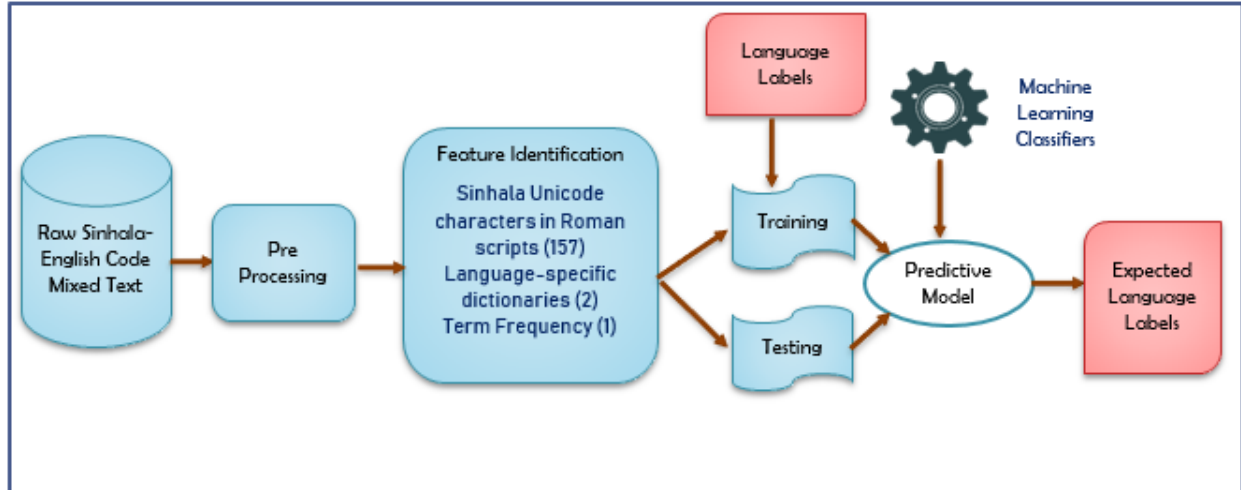 Raw Sinhala-
English Code
Mixed Text
Pre
Processing
Feature Identification
Sinhala Unicode
characters in Roman
scripts (157)
Language-specific
dictionaries (2)
Term Frequency (1)
Language
Labels
Training
Testing
Machine
Learning
Classifiers
Predictive
Model
Expected
Language
Labels